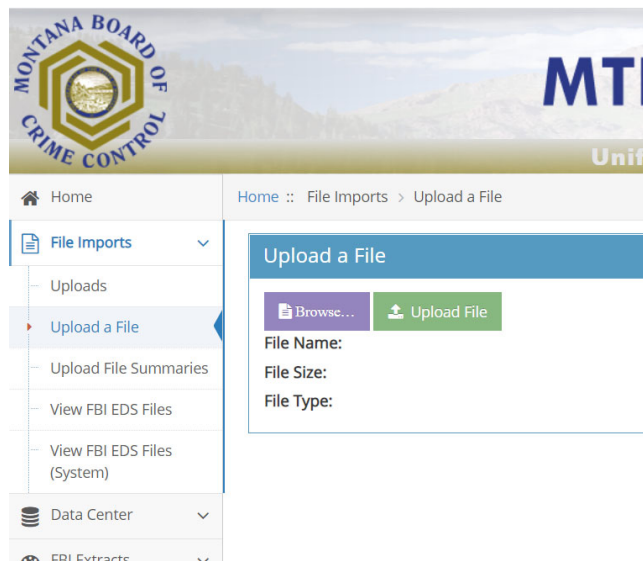 MONTANA BOARD OF
CRIME CONTROL
MT
Unif
Home
Home :: File Imports > Upload a File
File Imports
Upload a File
Uploads
Browse...
Upload File
Upload a File
File Name:
Upload File Summaries
File Size:
View FBI EDS Files
File Type:
View FBI EDS Files
(System)
Data Center
FBI Extracts